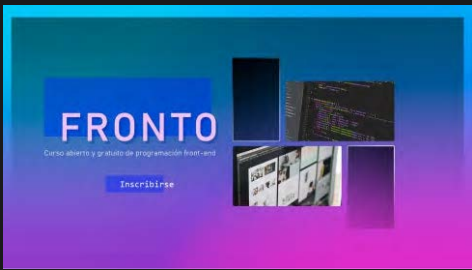 FRONTO
Curso abierto y gratuito de programación front-end
Inscribirse